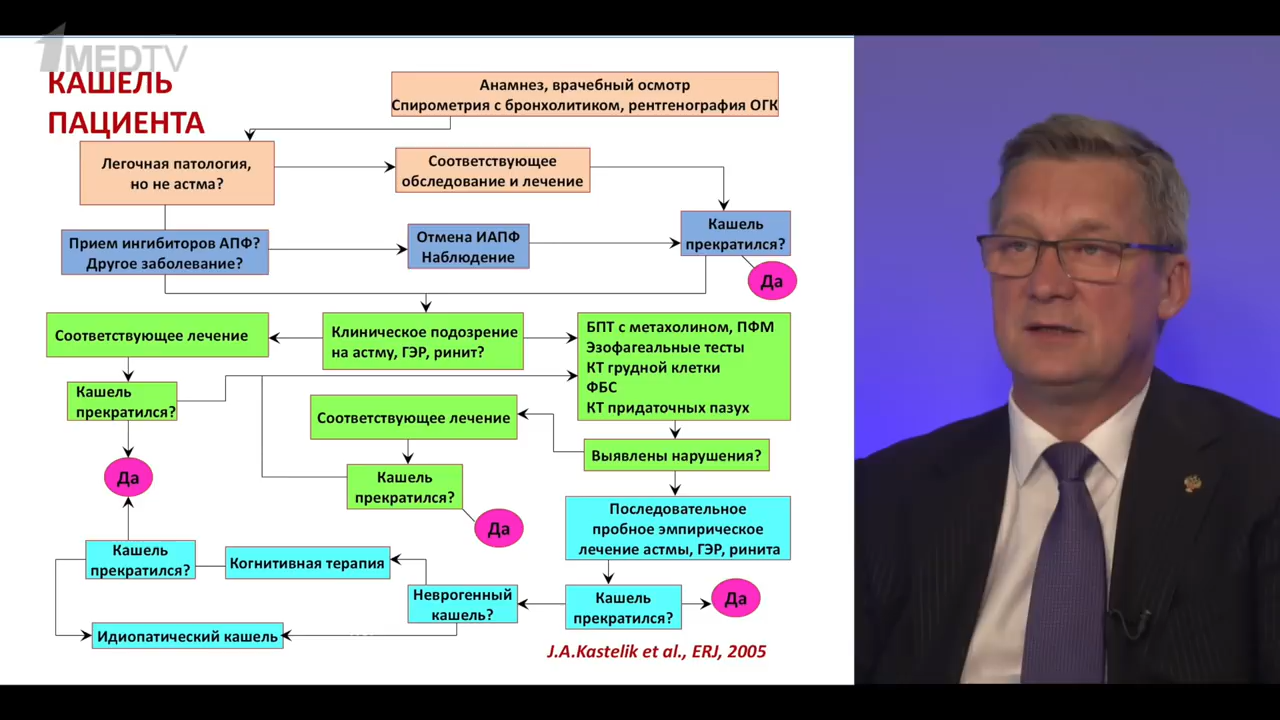 1MEDTV
КАШЕЛЬ
ПАЦИЕНТА
Анамнез, врачебный осмотр
Спирометрия с бронхолитиком, рентгенография ОГК
Легочная патология,
но не астма?
Соответствующее
обследование и лечение
Прием ингибиторов АПФ?
Другое заболевание?
Отмена ИАПФ
Наблюдение
Кашель
прекратился?
Да
Соответствующее лечение
Клиническое подозрение
на астму, ГЭР, ринит?
БПТ с метахолином, ПФМ
Эзофагеальные тесты
КТ грудной клетки
ФБС
КТ придаточных пазух
Кашель
прекратился?
Соответствующее лечение
Выявлены нарушения?
Да
Кашель
прекратился?
Да
Последовательное
пробное эмпирическое
лечение астмы, ГЭР, ринита
Кашель
прекратился?
Когнитивная терапия
Неврогенный
кашель?
Кашель
прекратился?
Да
Идиопатический кашель
J.A.Kastelik et al., ERJ, 2005